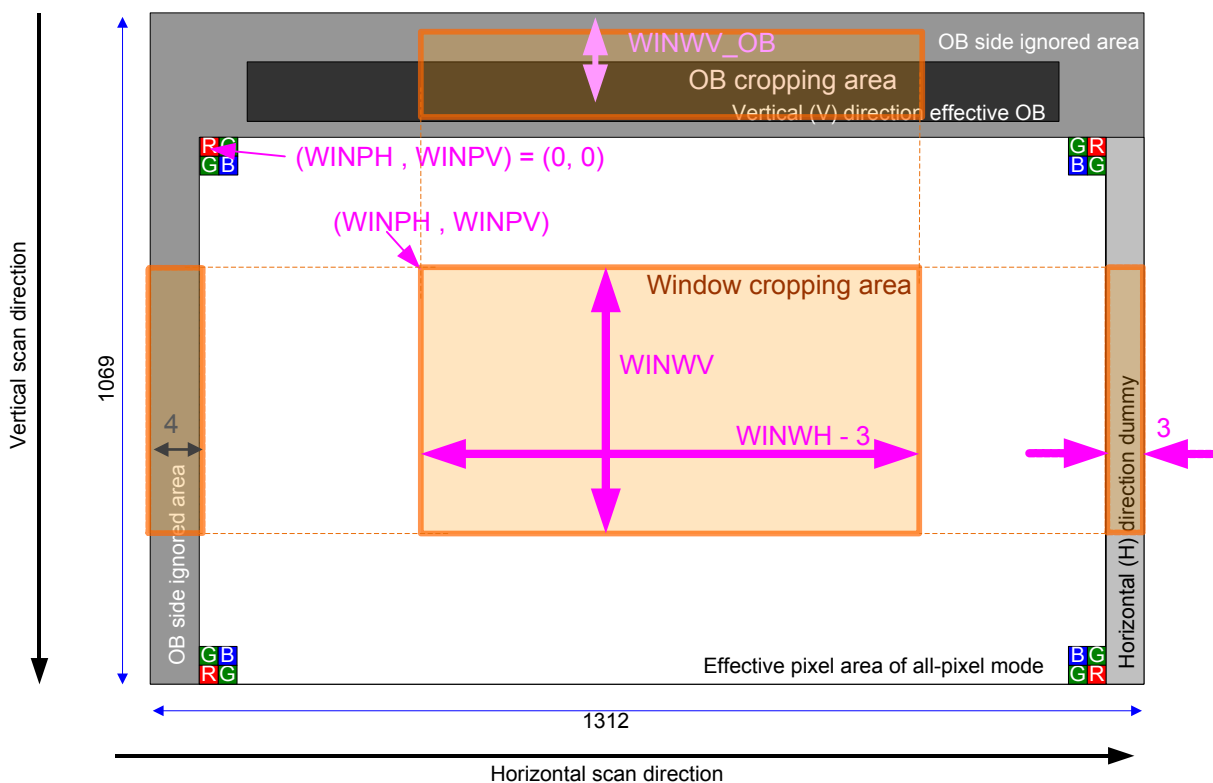 WINWV_OB
OB side ignored area
OB cropping area
Vertical (V) direction effective OB
R G
G B
(WINPH , WINPV) = (0, 0)
G R
B G
(WINPH , WINPV)
Window cropping area
Vertical scan direction
1069
WINWV
4
WINWH - 3
3
OB side ignored area
Horizontal (H) direction dummy
G B
R G
Effective pixel area of all-pixel mode
B G
G R
1312
Horizontal scan direction